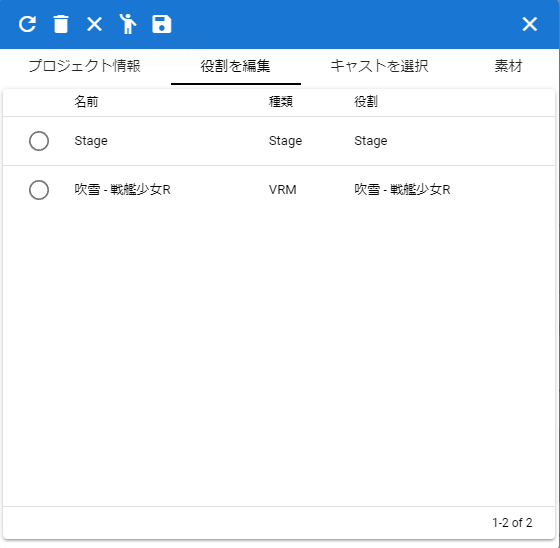 プロジェクト情報 役割を編集 キャストを選択 素材
名前 種類 役割
Stage Stage Stage
吹雪 - 戦艦少女R VRM 吹雪 - 戦艦少女R
1-2 of 2